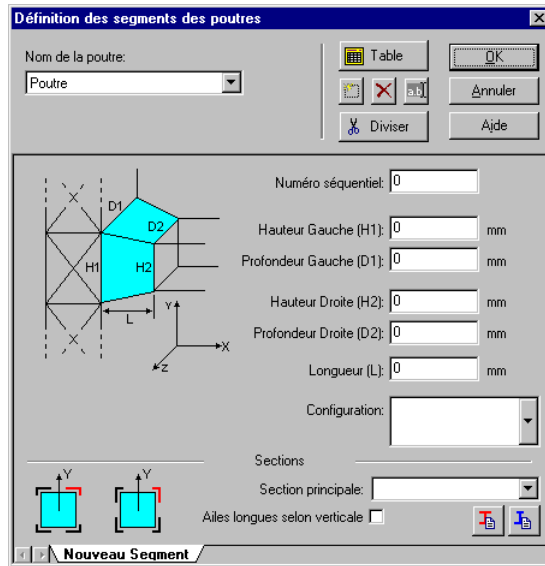 Définition des segments des poutres
Nom de la poutre:
Poutre
Table
OK
a.b
Annuler
Diviser
Aide
D1
D2
H1
H2
L
Y
X
Z
Numéro séquentiel: 0
Hauteur Gauche (H1): 0 mm
Profondeur Gauche (D1): 0 mm
Hauteur Droite (H2): 0 mm
Profondeur Droite (D2): 0 mm
Longueur (L): 0 mm
Configuration:
Sections
Y
Y
Section principale:
Ailes longues selon verticale
Nouveau Segment